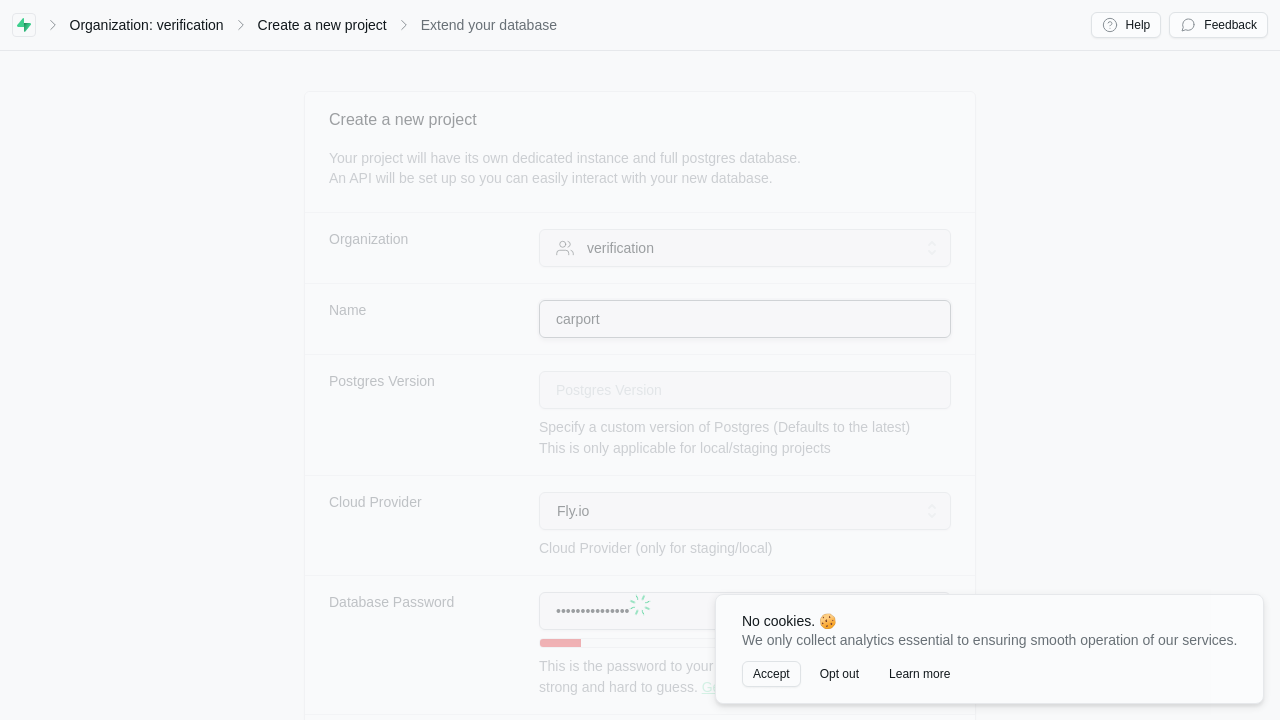 Organization: verification
Create a new project
Extend your database
Help
Feedback
Create a new project
Your project will have its own dedicated instance and full postgres database.
An API will be set up so you can easily interact with your new database.
Organization
verification
Name
carport
Postgres Version
Postgres Version
Specify a custom version of Postgres (Defaults to the latest)
This is only applicable for local/staging projects
Cloud Provider
Fly.io
Cloud Provider (only for staging/local)
Database Password
•••••••••••••••
This is the password to your
strong and hard to guess.
No cookies. 🍪
We only collect analytics essential to ensuring smooth operation of our services.
Accept
Opt out
Learn more